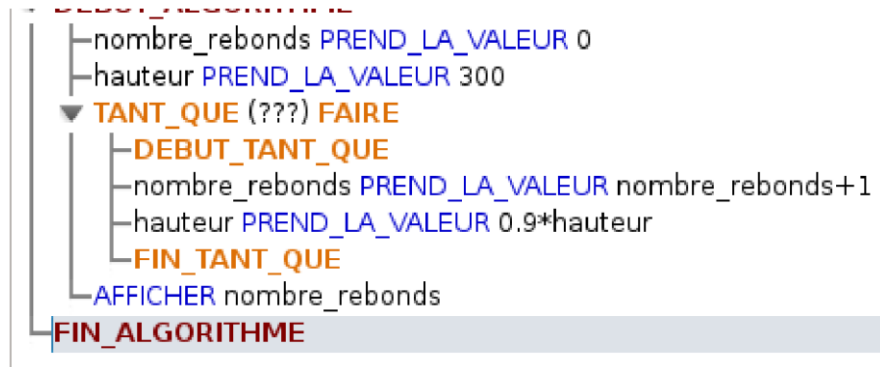 DEBUT_ALGORITHME
nombre_rebonds PREND_LA_VALEUR 0
hauteur PREND_LA_VALEUR 300
TANT_QUE (???) FAIRE
DEBUT_TANT_QUE
nombre_rebonds PREND_LA_VALEUR nombre_rebonds+1
hauteur PREND_LA_VALEUR 0.9*hauteur
FIN_TANT_QUE
AFFICHER nombre_rebonds
FIN_ALGORITHME